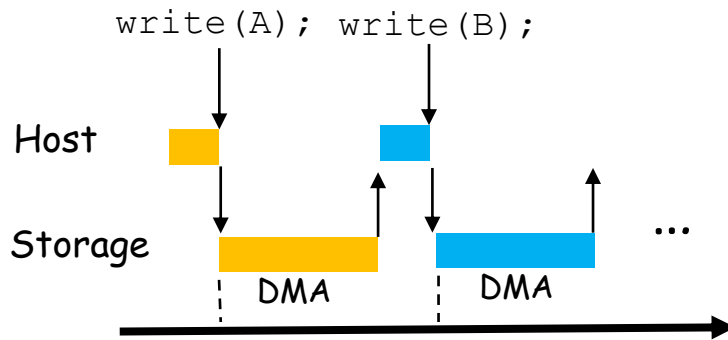 write(A); write(B);
Host
Storage
...
DMA DMA